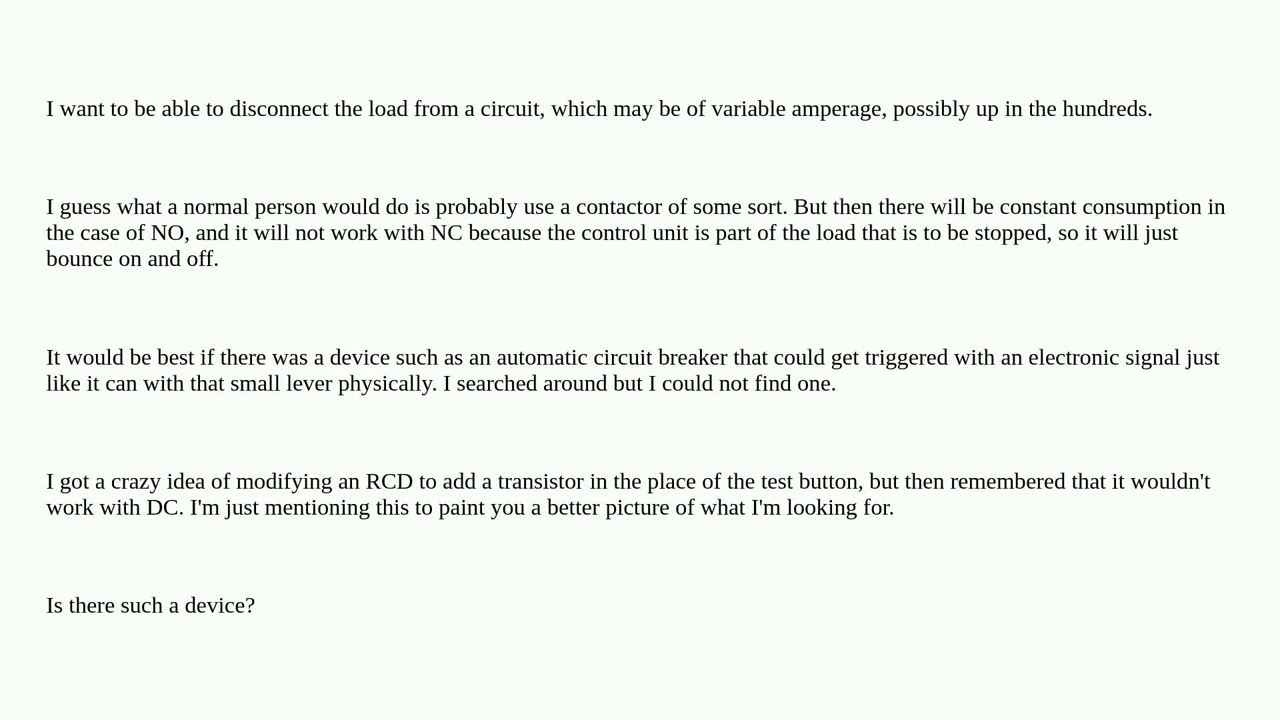 I want to be able to disconnect the load from a circuit, which may be of variable amperage, possibly up in the hundreds.
I guess what a normal person would do is probably use a contactor of some sort. But then there will be constant consumption in
the case of NO, and it will not work with NC because the control unit is part of the load that is to be stopped, so it will just
bounce on and off.
It would be best if there was a device such as an automatic circuit breaker that could get triggered with an electronic signal just
like it can with that small lever physically. I searched around but I could not find one.
I got a crazy idea of modifying an RCD to add a transistor in the place of the test button, but then remembered that it wouldn't
work with DC. I'm just mentioning this to paint you a better picture of what I'm looking for.
Is there such a device?